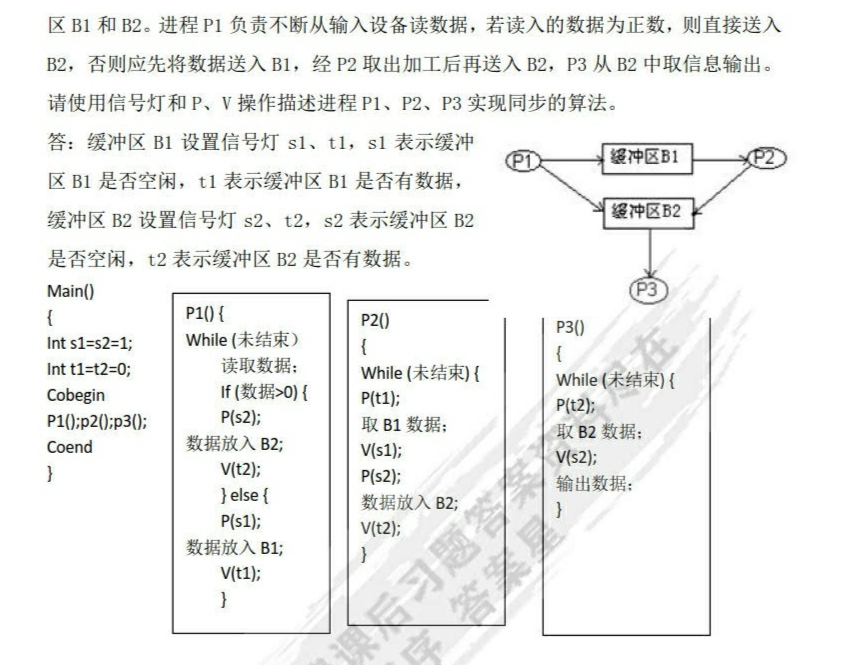 区 B1 和 B2。进程 P1 负责不断从输入设备读数据，若读入的数据为正数，则直接送入
B2，否则应先将数据送入 B1，经 P2 取出加工后再送入 B2，P3 从 B2 中取信息输出。
请使用信号灯和 P、V 操作描述进程 P1、P2、P3 实现同步的算法。
答：缓冲区 B1 设置信号灯 s1、t1，s1 表示缓冲
区 B1 是否空闲，t1 表示缓冲区 B1 是否有数据，
缓冲区 B2 设置信号灯 s2、t2，s2 表示缓冲区 B2
是否空闲，t2 表示缓冲区 B2 是否有数据。
P1
缓冲区B1
P2
缓冲区B2
P3
Main()
{
Int s1=s2=1;
Int t1=t2=0;
Cobegin
P1();p2();p3();
Coend
}
P1() {
While (未结束）
读取数据；
If (数据>0) {
P(s2);
数据放入 B2;
V(t2);
} else {
P(s1);
数据放入 B1;
V(t1);
}
P2()
{
While (未结束) {
P(t1);
取 B1 数据；
V(s1);
P(s2);
数据放入 B2;
V(t2);
}
P3()
{
While (未结束) {
P(t2);
取 B2 数据；
V(s2);
输出数据；
}
课后习题答案资料尽在
序 答案星